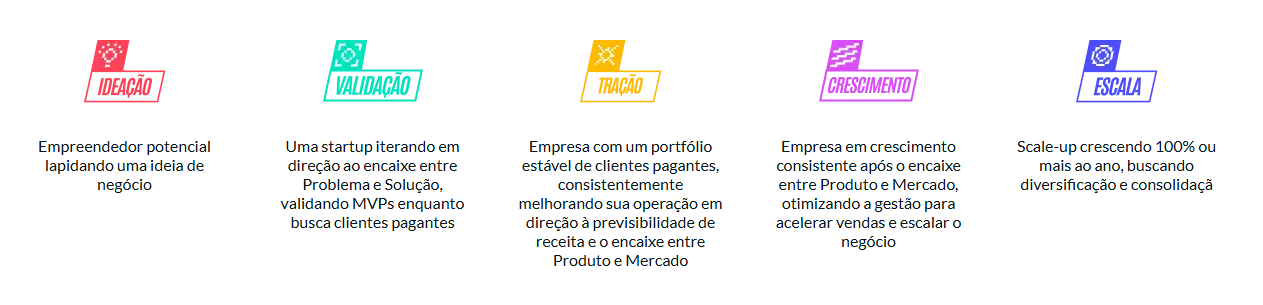 IDEAÇÃO
Empreendedor potencial
lapidando uma ideia de
negócio
VALIDAÇÃO
Uma startup iterando em
direção ao encaixe entre
Problema e Solução,
validando MVPs enquanto
busca clientes pagantes
TRAÇÃO
Empresa com um portfólio
estável de clientes pagantes,
consistentemente
melhorando sua operação em
direção à previsibilidade de
receita e o encaixe entre
Produto e Mercado
CRESCIMENTO
Empresa em crescimento
consistente após o encaixe
entre Produto e Mercado,
otimizando a gestão para
acelerar vendas e escalar o
negócio
ESCALA
Scale-up crescendo 100% ou
mais ao ano, buscando
diversificação e consolidaçã